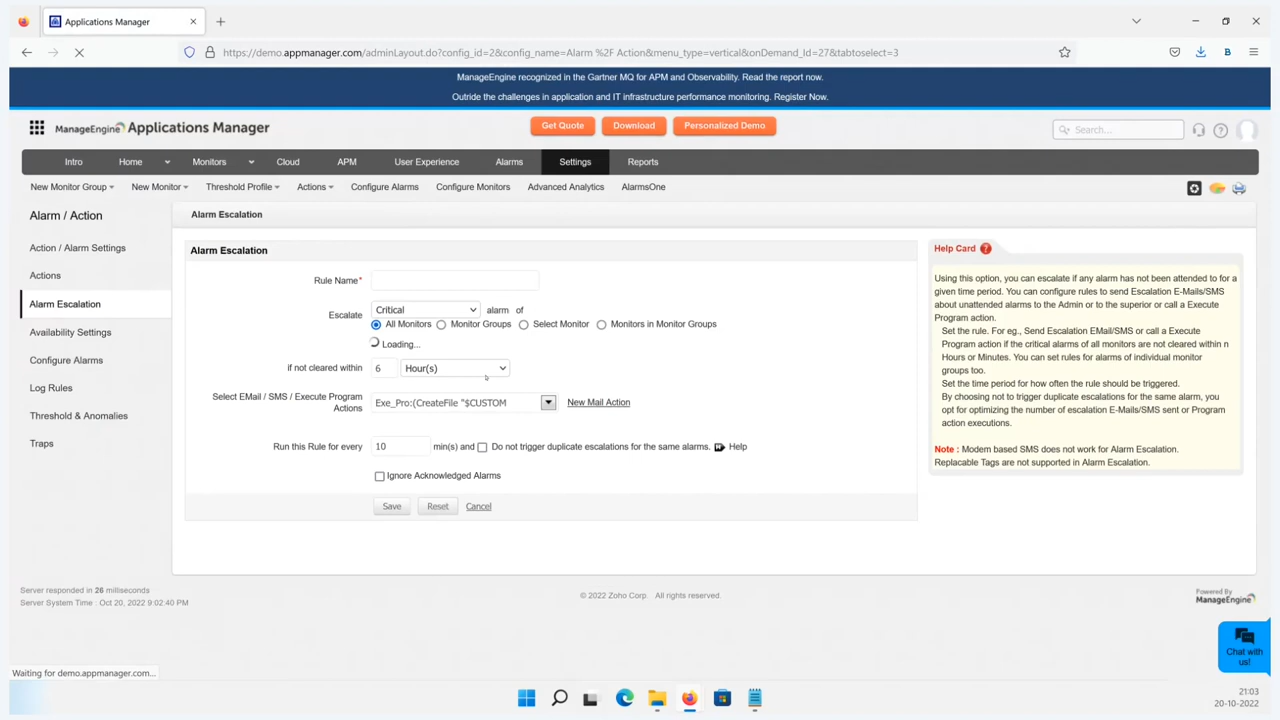 Applications Manager
https://demo.appmanager.com/adminLayout.do?config_id=2&config_name=Alarm %2F Action&menu_type=vertical&onDemand_Id=27&tabtoselect=3
ManageEngine recognized in the Gartner MQ for APM and Observability. Read the report now.
Outride the challenges in application and IT infrastructure performance monitoring. Register Now.
ManageEngine Applications Manager
Get Quote Download Personalized Demo
Search...
Intro Home Monitors Cloud APM User Experience Alarms Settings Reports
New Monitor Group New Monitor Threshold Profile Actions Configure Alarms Configure Monitors Advanced Analytics AlarmsOne
Alarm / Action
Action / Alarm Settings
Actions
Alarm Escalation
Availability Settings
Configure Alarms
Log Rules
Threshold & Anomalies
Traps
Alarm Escalation
Alarm Escalation
Rule Name*
Escalate Critical alarm of
All Monitors Monitor Groups Select Monitor Monitors in Monitor Groups
Loading...
if not cleared within 6 Hour(s)
Select EMail / SMS / Execute Program
Actions
Exe_Pro:(CreateFile "$CUSTOM New Mail Action
Run this Rule for every 10 min(s) and Do not trigger duplicate escalations for the same alarms. Help
Ignore Acknowledged Alarms
Save Reset Cancel
Help Card ?
Using this option, you can escalate if any alarm has not been attended to for a
given time period. You can configure rules to send Escalation E-Mails/SMS
about unattended alarms to the Admin or to the superior or call a Execute
Program action.
Set the rule. For eg., Send Escalation EMail/SMS or call a Execute
Program action if the critical alarms of all monitors are not cleared within n
Hours or Minutes. You can set rules for alarms of individual monitor
groups too.
Set the time period for how often the rule should be triggered.
By choosing not to trigger duplicate escalations for the same alarm, you
opt for optimizing the number of escalation E-Mails/SMS sent or Program
action executions.
Note : Modem based SMS does not work for Alarm Escalation.
Replacable Tags are not supported in Alarm Escalation.
Server responded in 26 milliseconds
Server System Time : Oct 20, 2022 9:02:40 PM
© 2022 Zoho Corp. All rights reserved.
Powered By
ManageEngine
Chat with
us!
Waiting for demo.appmanager.com...
21:03
20-10-2022